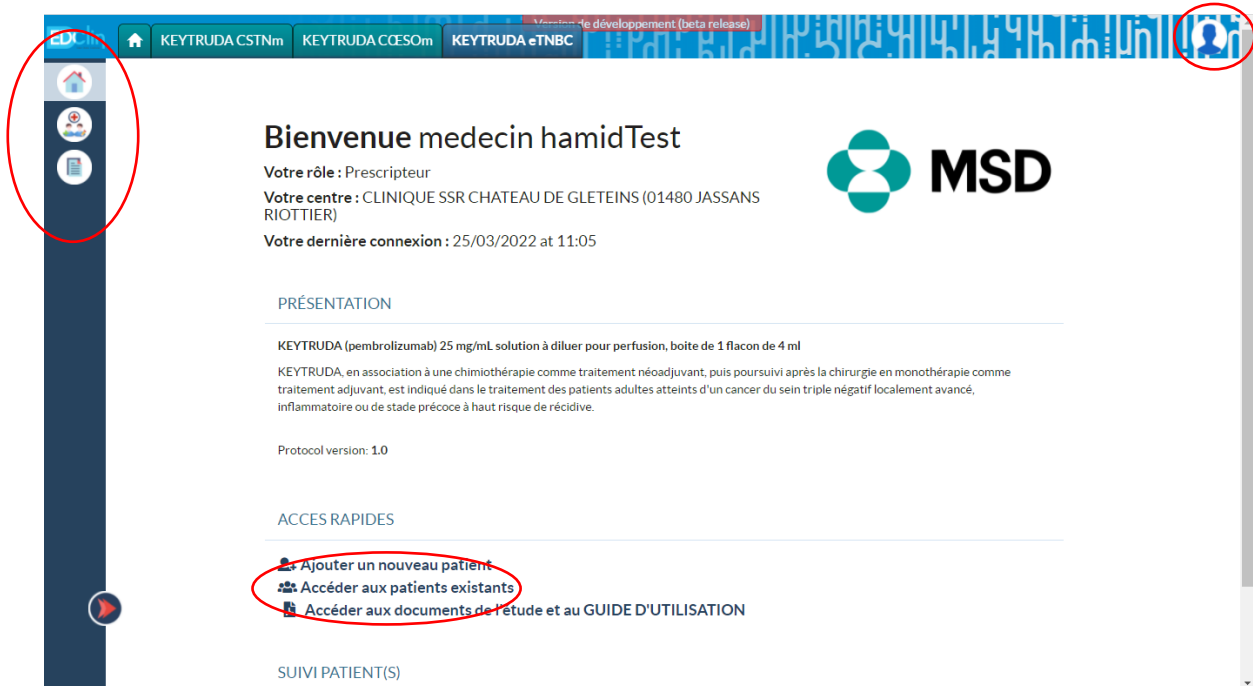 Version de développement (beta release)
EDClin
KEYTRUDA CSTNm
KEYTRUDA CŒSOm
KEYTRUDA eTNBC
Bienvenue medecin hamidTest
Votre rôle : Prescripteur
Votre centre : CLINIQUE SSR CHATEAU DE GLETEINS (01480 JASSANS
RIOTTIER)
Votre dernière connexion : 25/03/2022 at 11:05
MSD
PRÉSENTATION
KEYTRUDA (pembrolizumab) 25 mg/mL solution à diluer pour perfusion, boite de 1 flacon de 4 ml
KEYTRUDA, en association à une chimiothérapie comme traitement néoadjuvant, puis poursuivi après la chirurgie en monothérapie comme
traitement adjuvant, est indiqué dans le traitement des patients adultes atteints d'un cancer du sein triple négatif localement avancé,
inflammatoire ou de stade précoce à haut risque de récidive.
Protocol version: 1.0
ACCES RAPIDES
Ajouter un nouveau patient
Accéder aux patients existants
Accéder aux documents de l'étude et au GUIDE D'UTILISATION
SUIVI PATIENT(S)